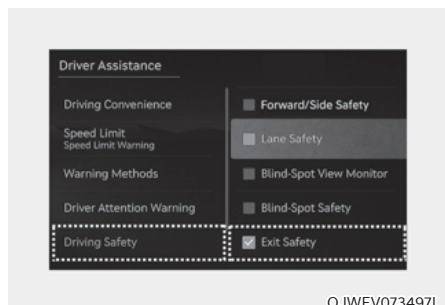 Driver Assistance
Driving Convenience
Speed Limit
Speed Limit Warning
Warning Methods
Driver Attention Warning
Driving Safety
Forward/Side Safety
Lane Safety
Blind-Spot View Monitor
Blind-Spot Safety
Exit Safety